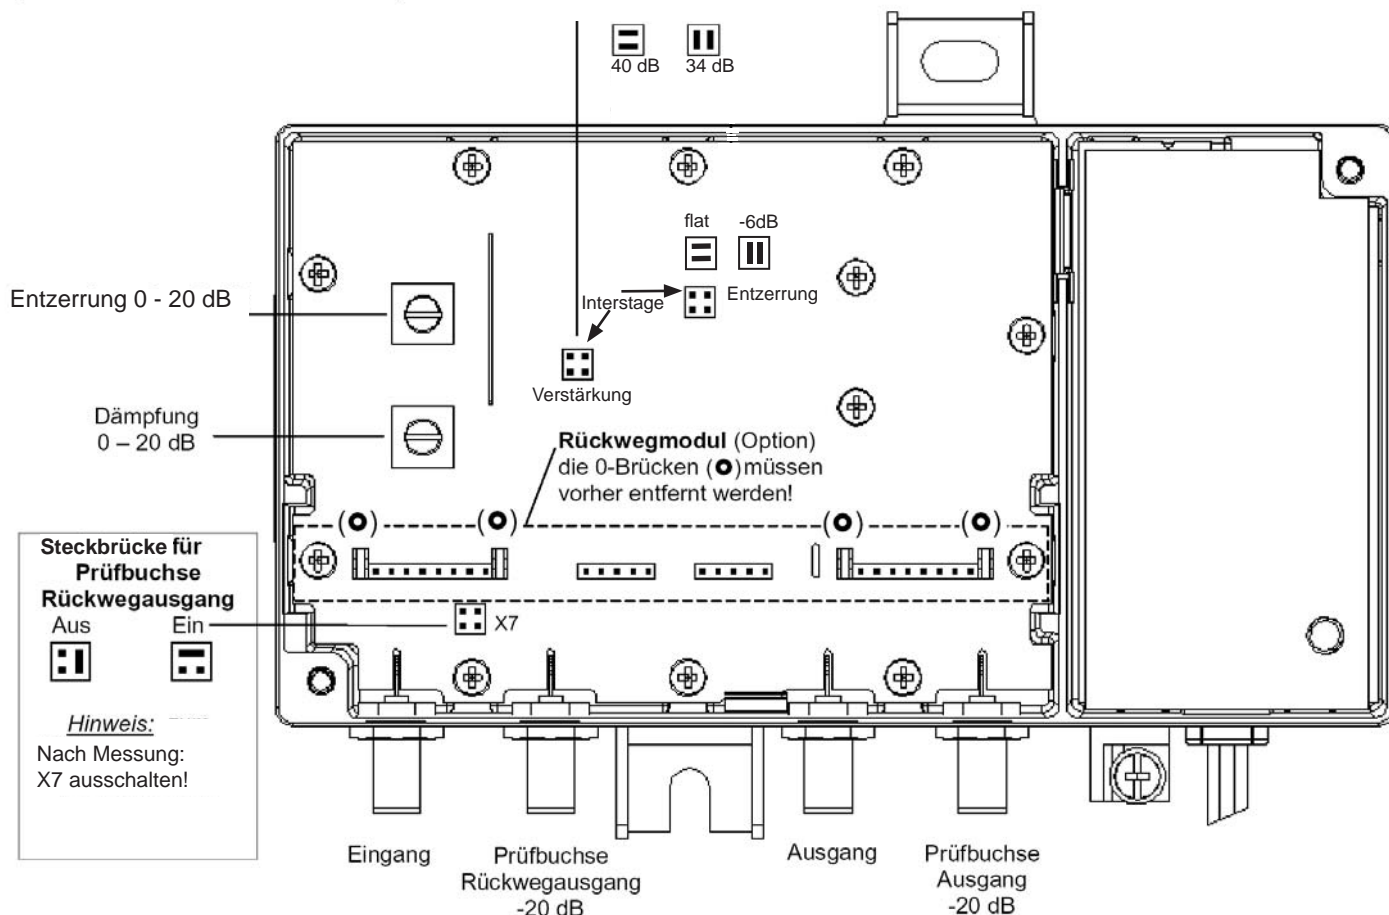 40 dB
34 dB
flat
-6dB
Entzerrung 0 - 20 dB
Interstage
Entzerrung
Verstärkung
Dämpfung
0 – 20 dB
Rückwegmodul (Option)
die 0-Brücken (O) müssen
vorher entfernt werden!
Steckbrücke für
Prüfbuchse
Rückwegausgang
Aus
Ein
X7
Hinweis:
Nach Messung:
X7 ausschalten!
Eingang
Prüfbuchse
Rückwegausgang
-20 dB
Ausgang
Prüfbuchse
Ausgang
-20 dB